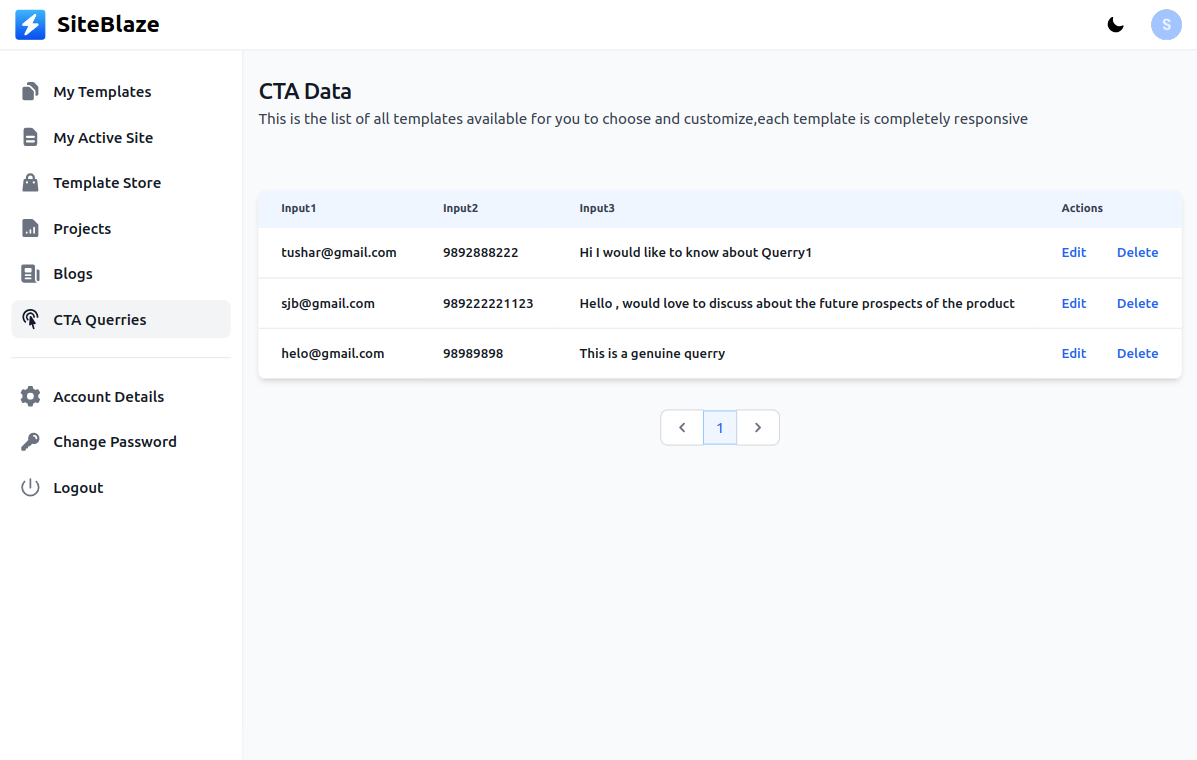 SiteBlaze
S
My Templates
My Active Site
Template Store
Projects
Blogs
CTA Querries
Account Details
Change Password
Logout
CTA Data
This is the list of all templates available for you to choose and customize,each template is completely responsive
Input1 Input2 Input3 Actions
tushar@gmail.com 9892888222 Hi I would like to know about Querry1 Edit Delete
sjb@gmail.com 989222221123 Hello , would love to discuss about the future prospects of the product Edit Delete
helo@gmail.com 98989898 This is a genuine querry Edit Delete
1